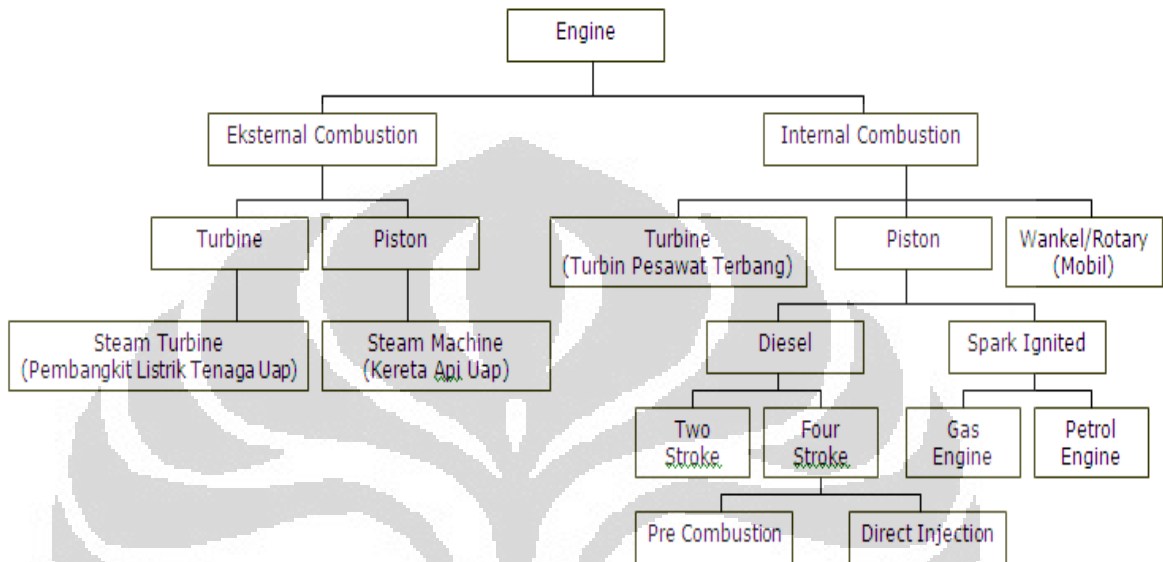 Engine
Eksternal Combustion
Internal Combustion
Turbine
Piston
Turbine
(Turbin Pesawat Terbang)
Piston
Wankel/Rotary
(Mobil)
Steam Turbine
(Pembangkit Listrik Tenaga Uap)
Steam Machine
(Kereta Api Uap)
Diesel
Spark Ignited
Two
Stroke
Four
Stroke
Gas
Engine
Petrol
Engine
Pre Combustion
Direct Injection